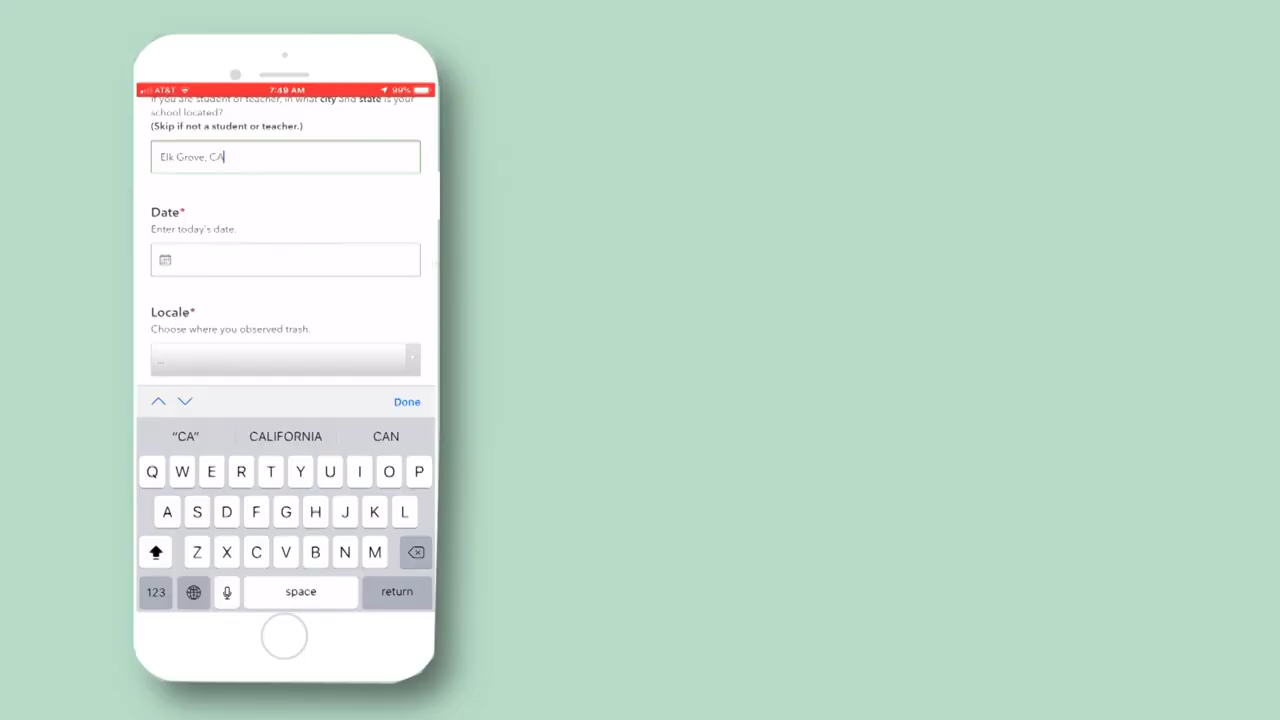 AT&T 7:49 AM 99%
If you are student or teacher, in what city and state is your
school located?
(Skip if not a student or teacher.)
Elk Grove, CA
Date*
Enter today's date.
Locale*
Choose where you observed trash.
...
Done
“CA” CALIFORNIA CAN
Q W E R T Y U I O P
A S D F G H J K L
Z X C V B N M
123 space return